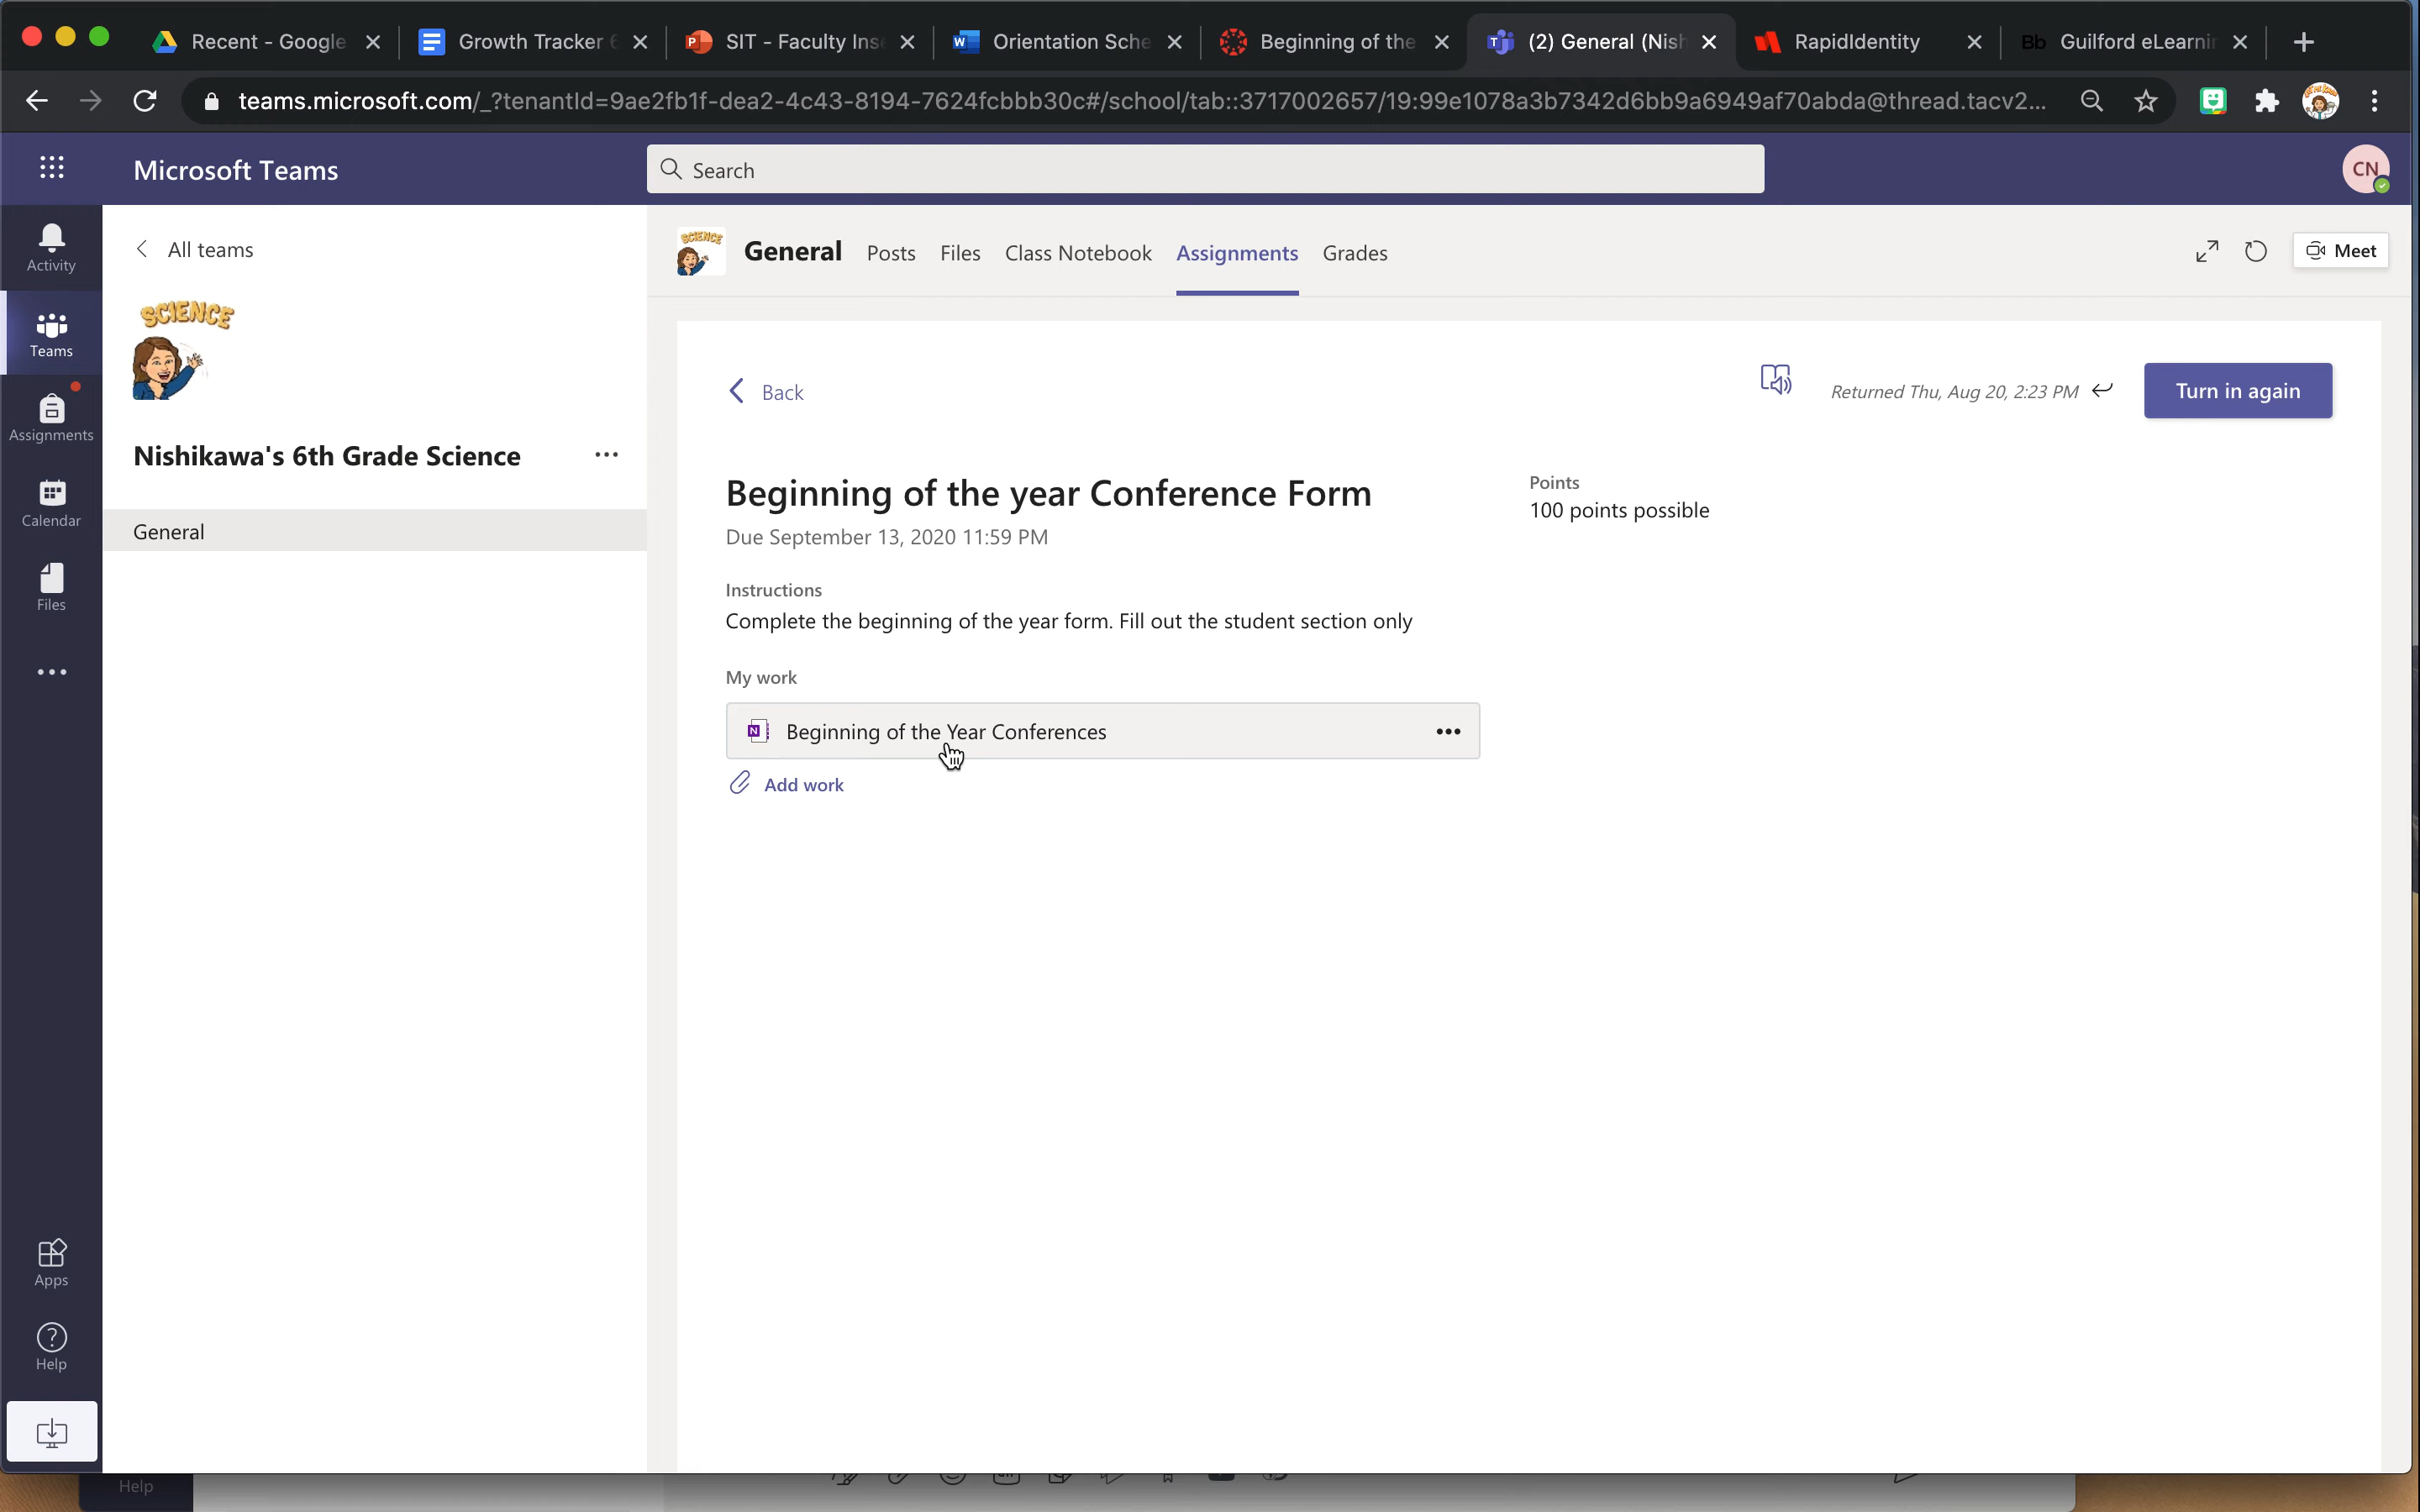 Recent - Google
Growth Tracker 6
SIT - Faculty Inse
Orientation Sche
Beginning of the
(2) General (Nish
RapidIdentity
Bb Guilford eLearnin
teams.microsoft.com/_?tenantId=9ae2fb1f-dea2-4c43-8194-7624fcbbb30c#/school/tab::3717002657/19:99e1078a3b7342d6bb9a6949af70abda@thread.tacv2...
Microsoft Teams
Search
CN
Activity
Teams
Assignments
Calendar
Files
Apps
Help
All teams
SCIENCE
Nishikawa's 6th Grade Science
General
SCIENCE
General
Posts
Files
Class Notebook
Assignments
Grades
Meet
Back
Returned Thu, Aug 20, 2:23 PM
Turn in again
Beginning of the year Conference Form
Due September 13, 2020 11:59 PM
Points
100 points possible
Instructions
Complete the beginning of the year form. Fill out the student section only
My work
Beginning of the Year Conferences
Add work
Help